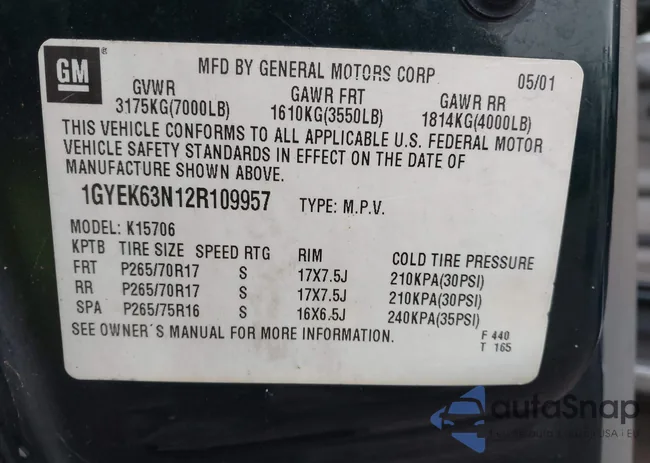 GM
MFD BY GENERAL MOTORS CORP 05/01
GVWR GAWR FRT GAWR RR
3175KG(7000LB) 1610KG(3550LB) 1814KG(4000LB)
THIS VEHICLE CONFORMS TO ALL APPLICABLE U.S. FEDERAL MOTOR
VEHICLE SAFETY STANDARDS IN EFFECT ON THE DATE OF
MANUFACTURE SHOWN ABOVE.
1GYEK63N12R109957 TYPE: M.P.V.
MODEL: K15706
KPTB TIRE SIZE SPEED RTG RIM COLD TIRE PRESSURE
FRT P265/70R17 S 17X7.5J 210KPA(30PSI)
RR P265/70R17 S 17X7.5J 210KPA(30PSI)
SPA P265/75R16 S 16X6.5J 240KPA(35PSI)
SEE OWNER'S MANUAL FOR MORE INFORMATION. F 440
T 165
autoSnap